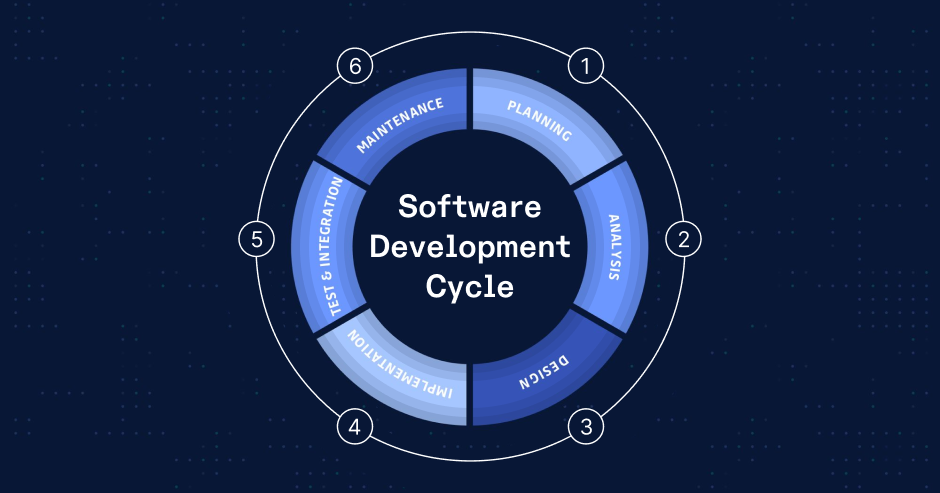 Software
Development
Cycle
1
PLANNING
2
ANALYSIS
3
DESIGN
4
IMPLEMENTATION
5
TEST & INTEGRATION
6
MAINTENANCE